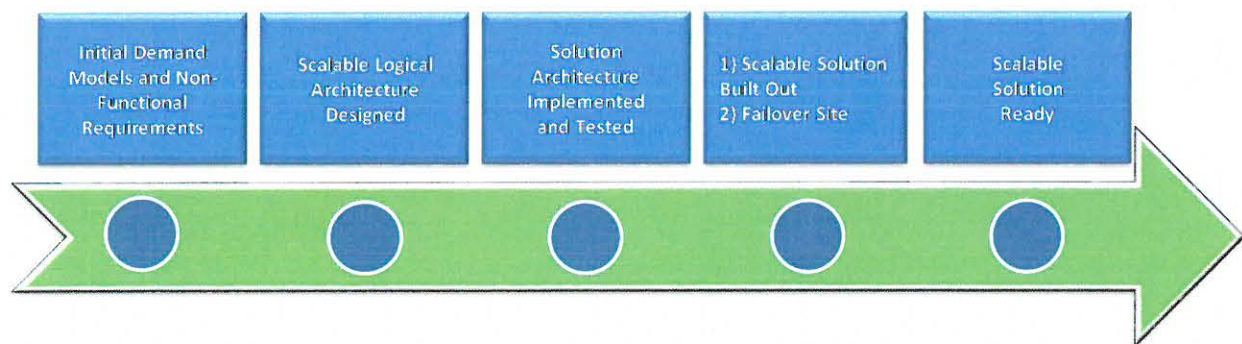 Initial Demand
Models and Non-
Functional
Requirements
Scalable Logical
Architecture
Designed
Solution
Architecture
Implemented
and Tested
1) Scalable Solution
Built Out
2) Failover Site
Scalable
Solution
Ready